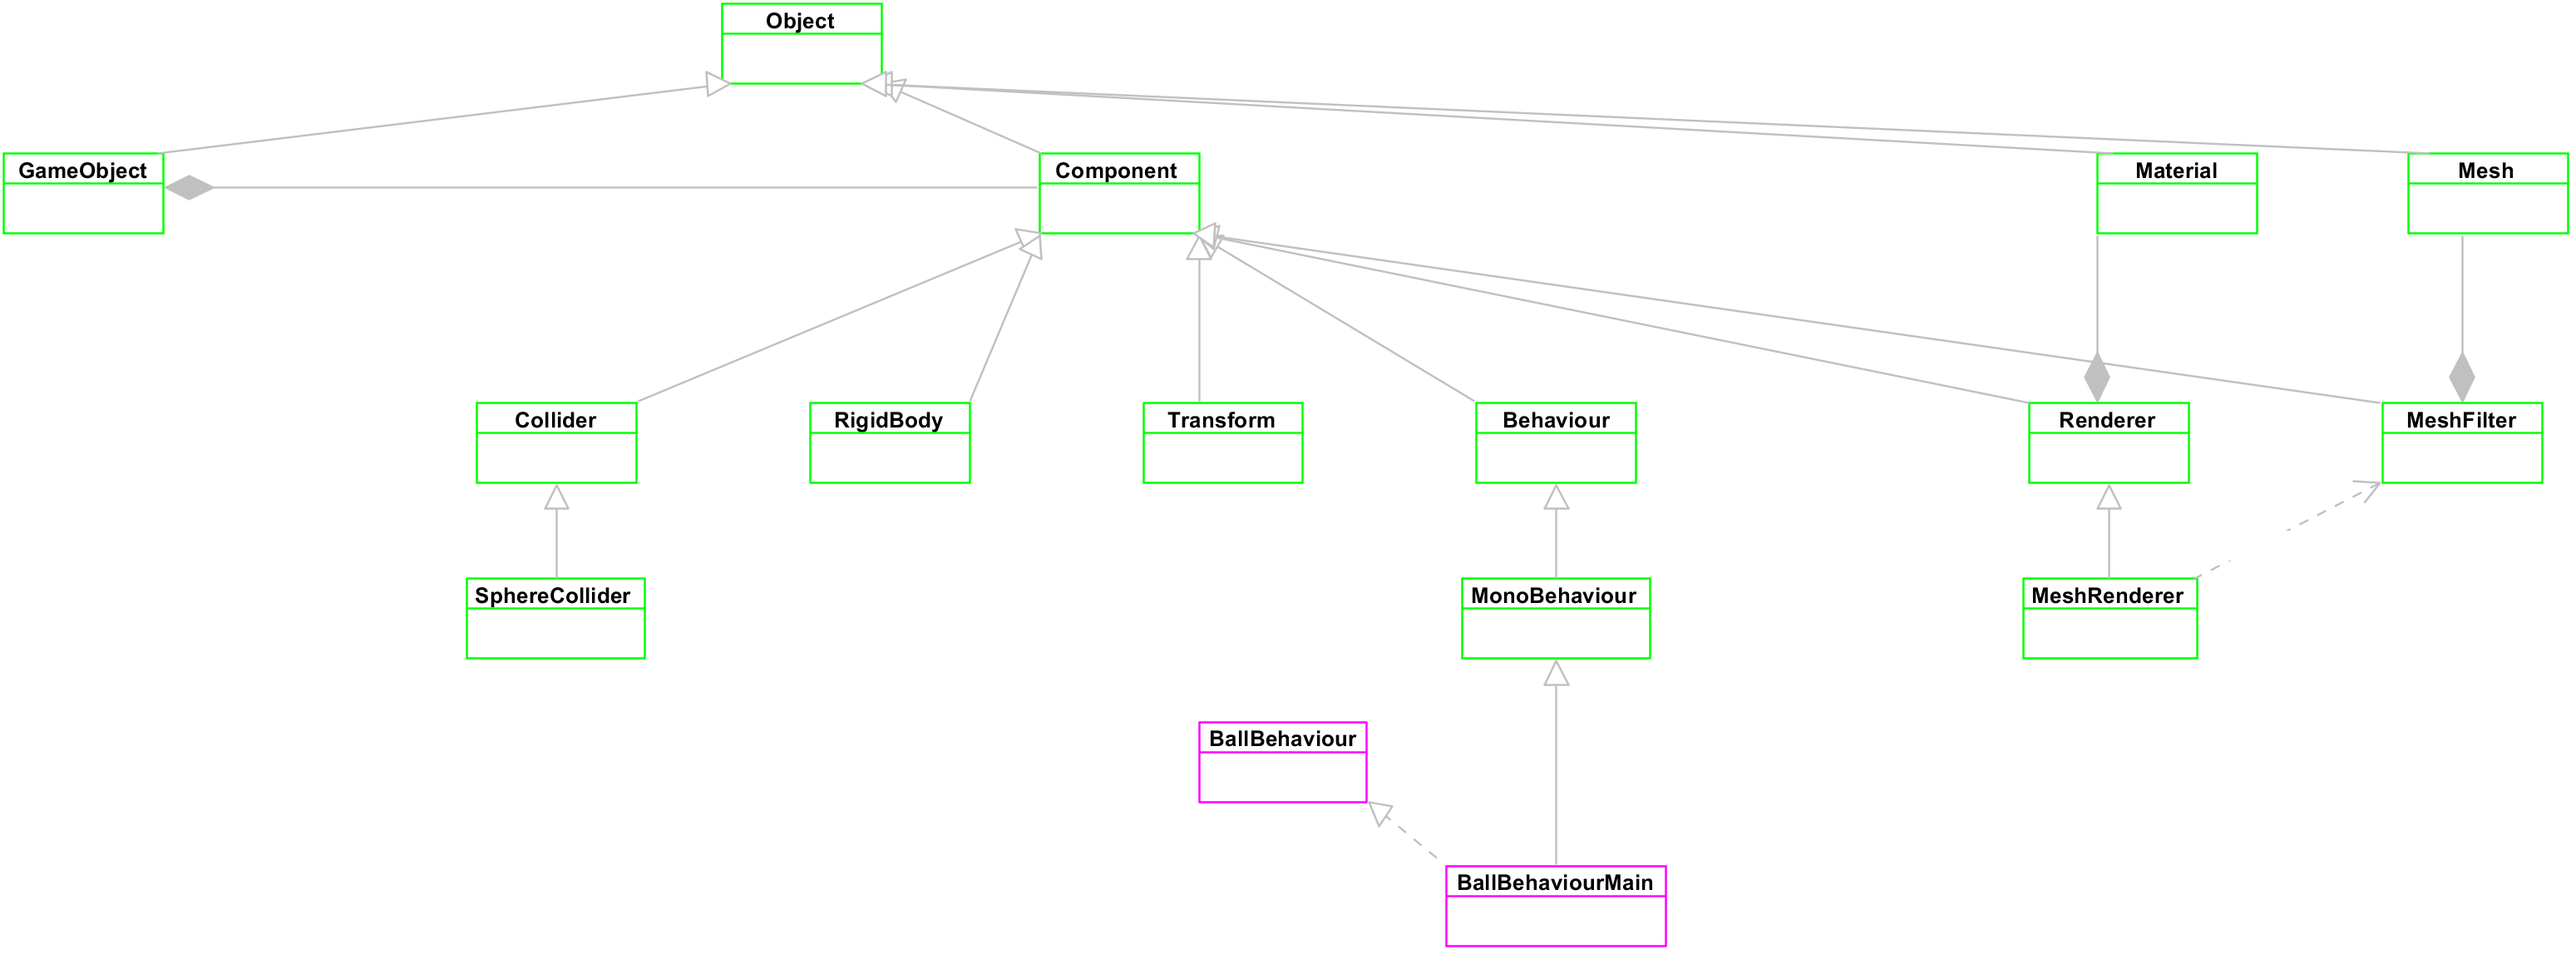 Object
GameObject
Component
Material
Mesh
Collider
RigidBody
Transform
Behaviour
Renderer
MeshFilter
SphereCollider
MonoBehaviour
MeshRenderer
BallBehaviour
BallBehaviourMain